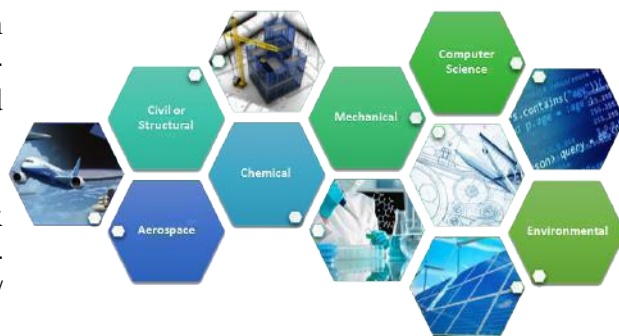 Computer
Science
Civil or
Structural
Mechanical
Chemical
Aerospace
Environmental